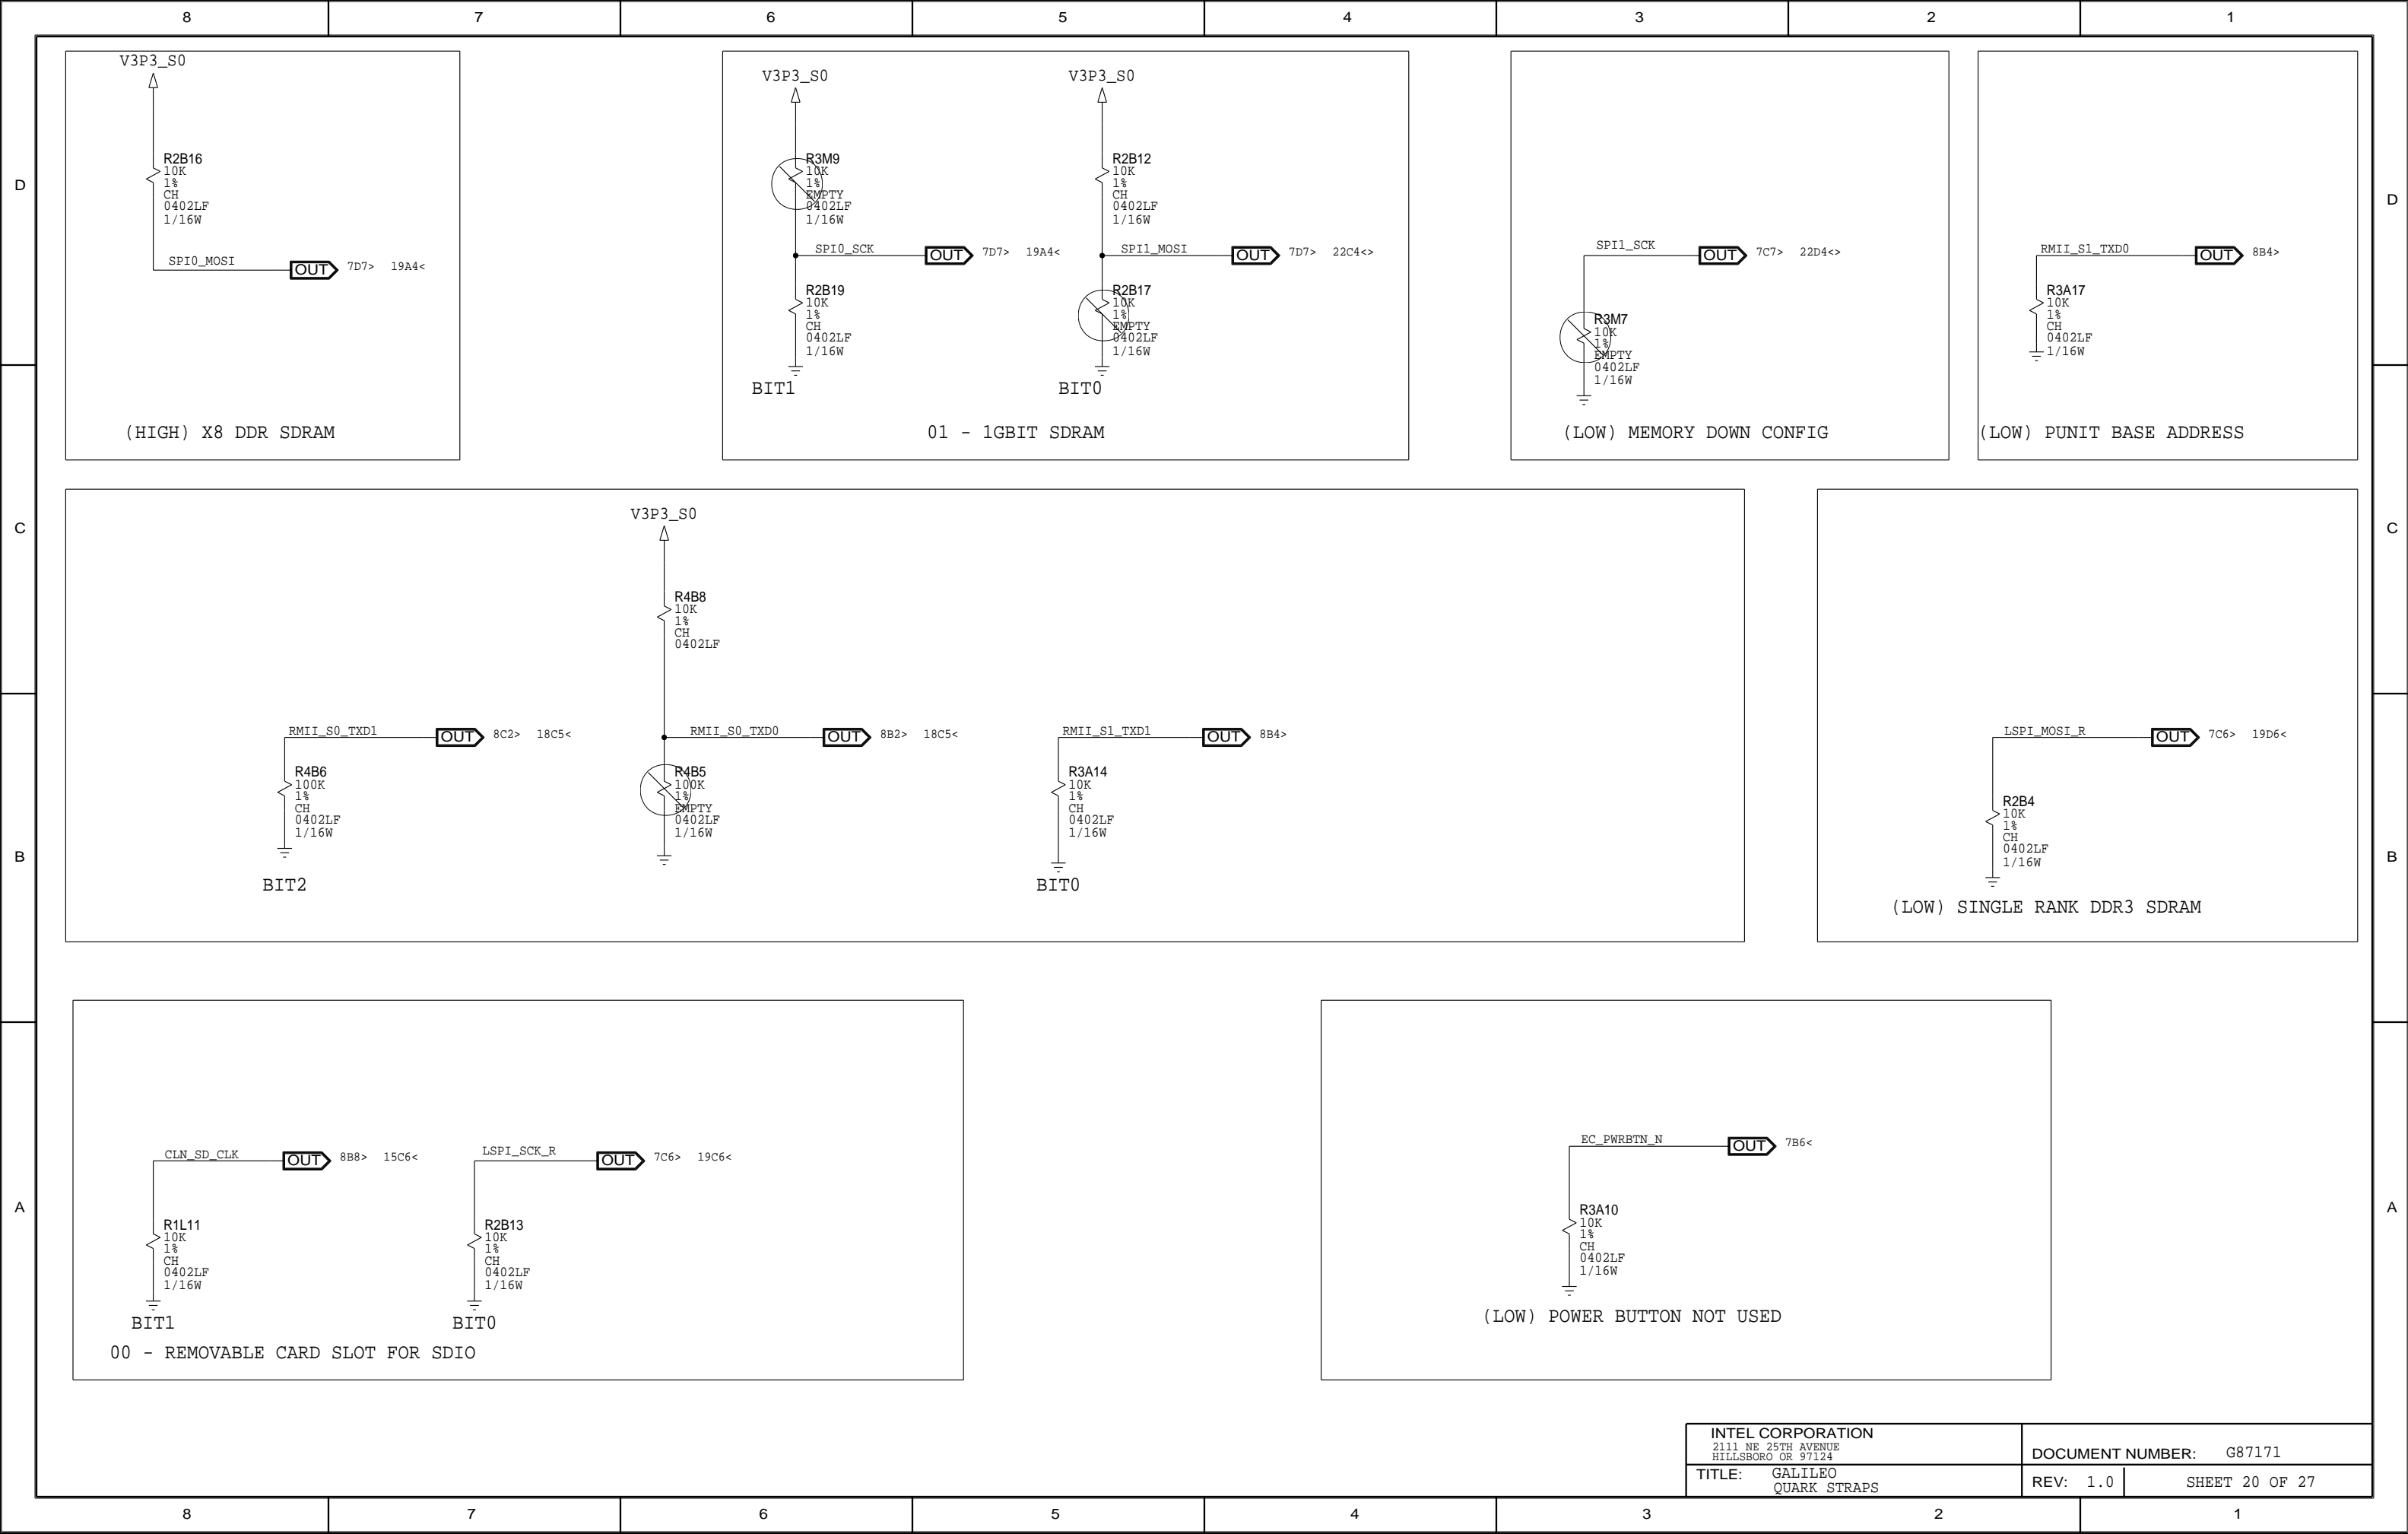 8 7 6 5 4 3 2 1
D
D
C
C
B
B
A
A
V3P3_S0
R2B16
10K
1%
CH
0402LF
1/16W
SPI0_MOSI OUT 7D7> 19A4<
(HIGH) X8 DDR SDRAM
V3P3_S0
R3M9
10K
1%
EMPTY
0402LF
1/16W
SPI0_SCK OUT 7D7> 19A4<
R2B19
10K
1%
CH
0402LF
1/16W
BIT1
V3P3_S0
R2B12
10K
1%
CH
0402LF
1/16W
SPI1_MOSI OUT 7D7> 22C4<>
R2B17
10K
1%
EMPTY
0402LF
1/16W
BIT0
01 - 1GBIT SDRAM
SPI1_SCK OUT 7C7> 22D4<>
R3M7
10K
1%
EMPTY
0402LF
1/16W
(LOW) MEMORY DOWN CONFIG
RMII_S1_TXD0 OUT 8B4>
R3A17
10K
1%
CH
0402LF
1/16W
(LOW) PUNIT BASE ADDRESS
RMII_S0_TXD1 OUT 8C2> 18C5<
R4B6
100K
1%
CH
0402LF
1/16W
BIT2
V3P3_S0
R4B8
10K
1%
CH
0402LF
RMII_S0_TXD0 OUT 8B2> 18C5<
R4B5
100K
1%
EMPTY
0402LF
1/16W
RMII_S1_TXD1 OUT 8B4>
R3A14
10K
1%
CH
0402LF
1/16W
BIT0
LSPI_MOSI_R OUT 7C6> 19D6<
R2B4
10K
1%
CH
0402LF
1/16W
(LOW) SINGLE RANK DDR3 SDRAM
CLN_SD_CLK OUT 8B8> 15C6<
R1L11
10K
1%
CH
0402LF
1/16W
BIT1
LSPI_SCK_R OUT 7C6> 19C6<
R2B13
10K
1%
CH
0402LF
1/16W
BIT0
00 - REMOVABLE CARD SLOT FOR SDIO
EC_PWRBTN_N OUT 7B6<
R3A10
10K
1%
CH
0402LF
1/16W
(LOW) POWER BUTTON NOT USED
INTEL CORPORATION
2111 NE 25TH AVENUE
HILLSBORO OR 97124
DOCUMENT NUMBER: G87171
TITLE: GALILEO
QUARK STRAPS
REV: 1.0 SHEET 20 OF 27
8 7 6 5 4 3 2 1